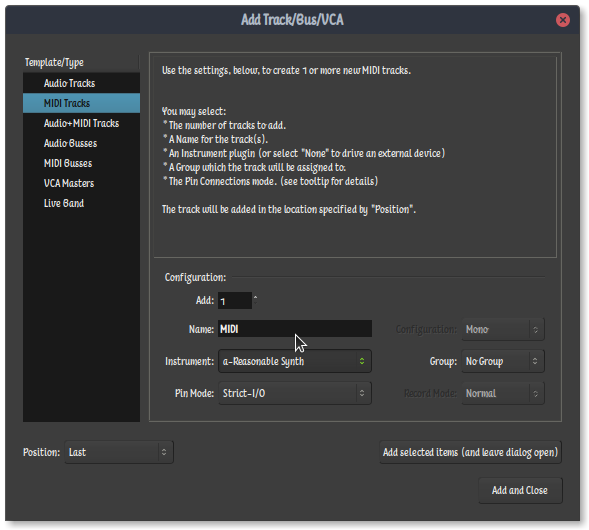 Add Track/Bus/VCA
Template/Type
Audio Tracks
MIDI Tracks
Audio+MIDI Tracks
Audio Busses
MIDI Busses
VCA Masters
Live Band
Use the settings, below, to create 1 or more new MIDI tracks.
You may select:
* The number of tracks to add.
* A Name for the track(s).
* An Instrument plugin (or select "None" to drive an external device)
* A Group which the track will be assigned to.
* The Pin Connections mode. (see tooltip for details)
The track will be added in the location specified by "Position".
Configuration:
Add: 1
Name: MIDI Configuration: Mono
Instrument: a-Reasonable Synth Group: No Group
Pin Mode: Strict-I/O Record Mode: Normal
Position: Last Add selected items (and leave dialog open)
Add and Close